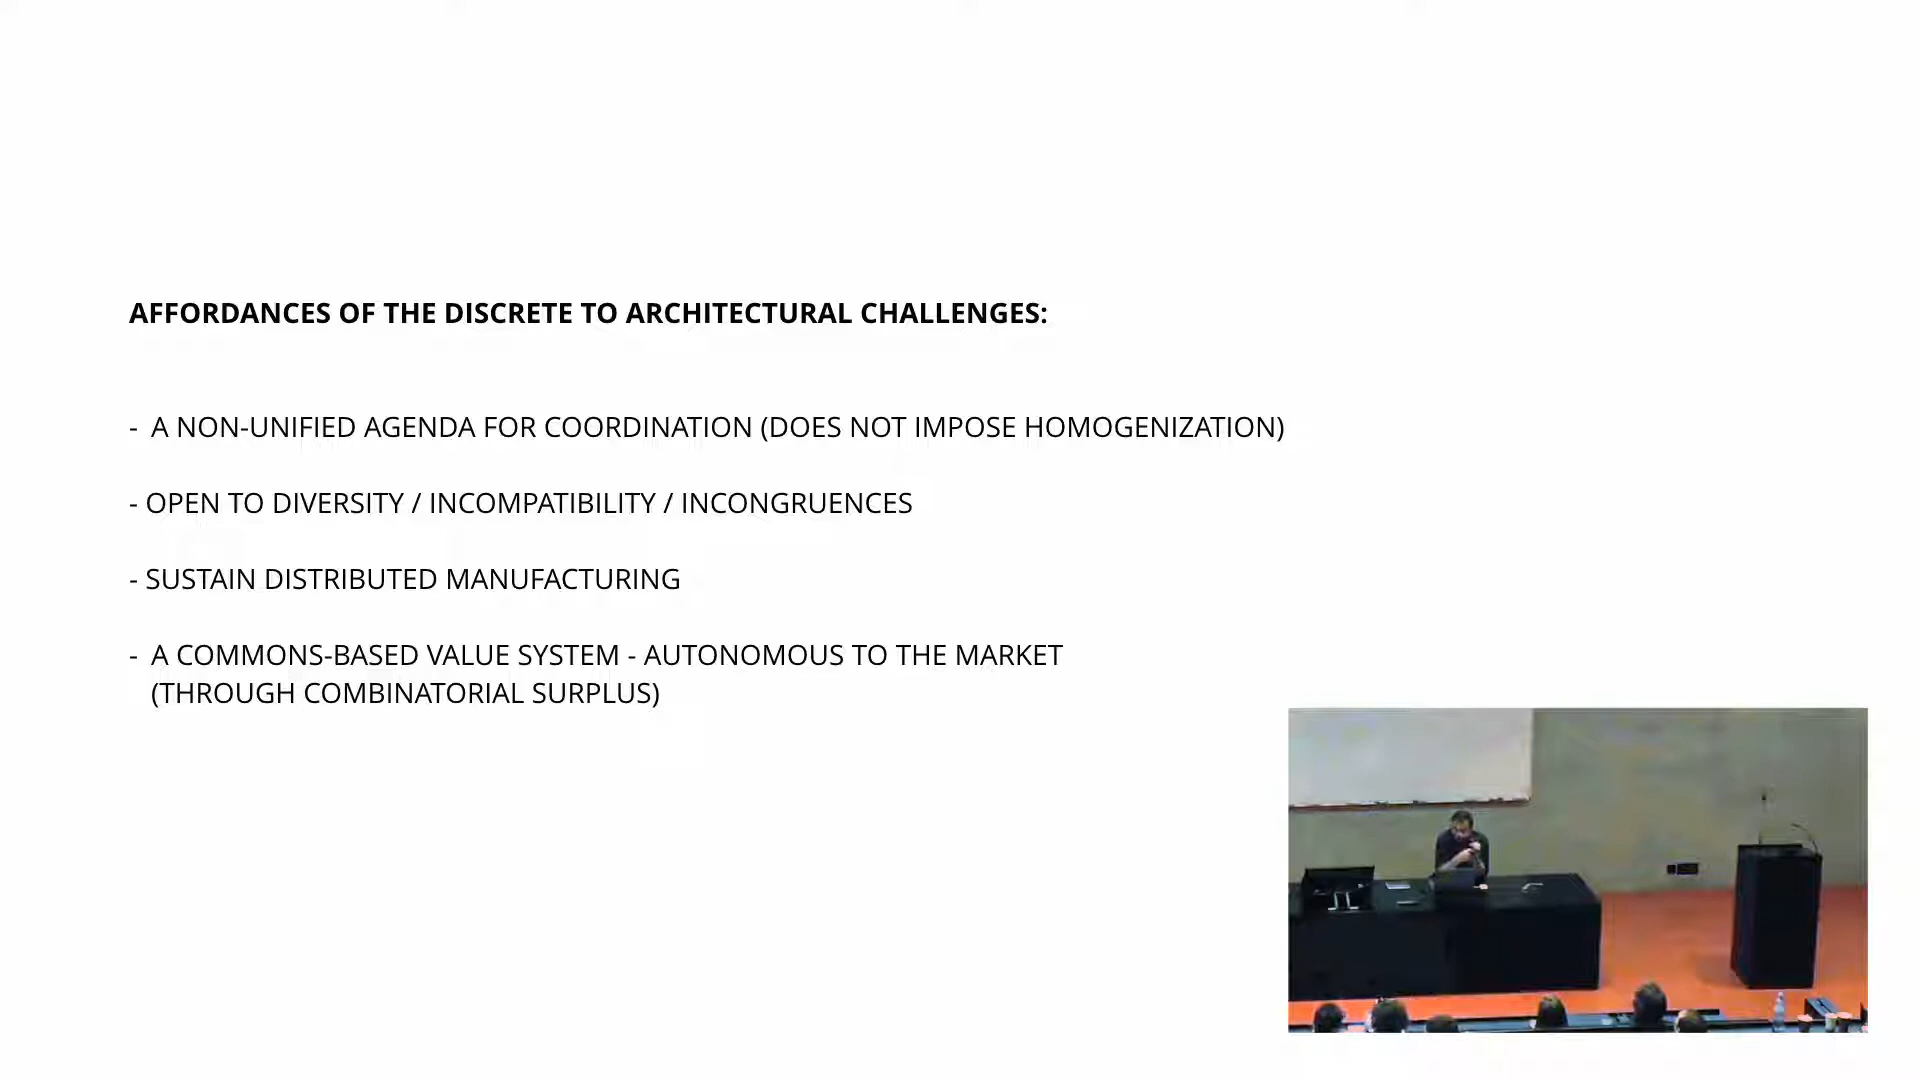 AFFORDANCES OF THE DISCRETE TO ARCHITECTURAL CHALLENGES:
- A NON-UNIFIED AGENDA FOR COORDINATION (DOES NOT IMPOSE HOMOGENIZATION)
- OPEN TO DIVERSITY / INCOMPATIBILITY / INCONGRUENCES
- SUSTAIN DISTRIBUTED MANUFACTURING
- A COMMONS-BASED VALUE SYSTEM - AUTONOMOUS TO THE MARKET
(THROUGH COMBINATORIAL SURPLUS)